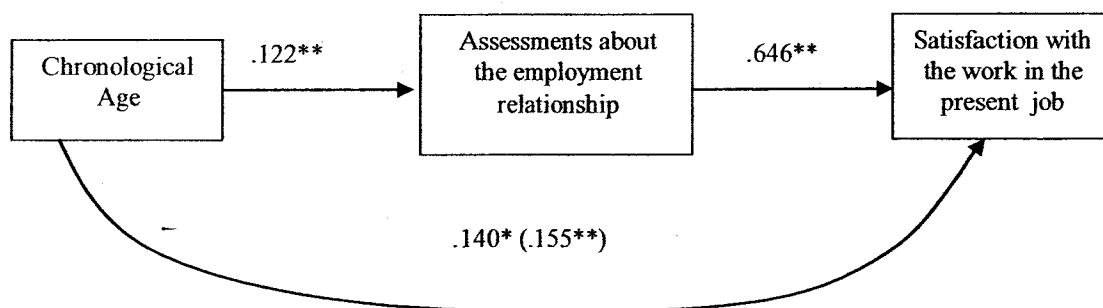 Chronological
Age
.122**
Assessments about
the employment
relationship
.646**
Satisfaction with
the work in the
present job
.140* (.155**)